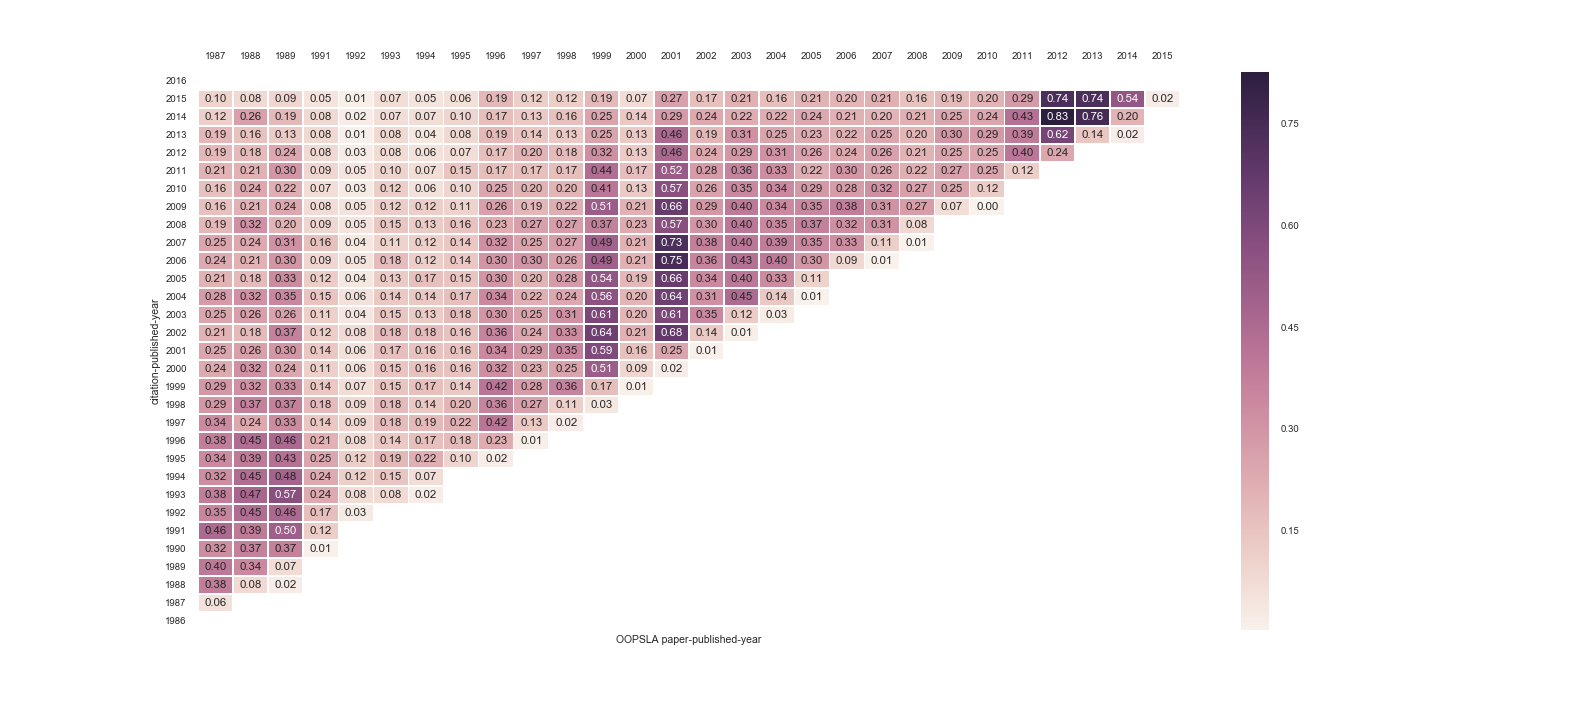 1987 1988 1989 1991 1992 1993 1994 1995 1996 1997 1998 1999 2000 2001 2002 2003 2004 2005 2006 2007 2008 2009 2010 2011 2012 2013 2014 2015
2016
2015 0.10 0.08 0.09 0.05 0.01 0.07 0.05 0.06 0.19 0.12 0.12 0.19 0.07 0.27 0.17 0.21 0.16 0.21 0.20 0.21 0.16 0.19 0.20 0.29 0.74 0.74 0.54 0.02
2014 0.12 0.26 0.19 0.08 0.02 0.07 0.07 0.10 0.17 0.13 0.16 0.25 0.14 0.29 0.24 0.22 0.22 0.24 0.21 0.20 0.21 0.25 0.24 0.43 0.83 0.76 0.20
2013 0.19 0.16 0.13 0.08 0.01 0.08 0.04 0.08 0.19 0.14 0.13 0.25 0.13 0.46 0.19 0.31 0.25 0.23 0.22 0.25 0.20 0.30 0.29 0.39 0.62 0.14 0.02
2012 0.19 0.18 0.24 0.08 0.03 0.08 0.06 0.07 0.17 0.20 0.18 0.32 0.13 0.46 0.24 0.29 0.31 0.26 0.24 0.26 0.21 0.25 0.25 0.40 0.24
2011 0.21 0.21 0.30 0.09 0.05 0.10 0.07 0.15 0.17 0.17 0.17 0.44 0.17 0.52 0.28 0.36 0.33 0.22 0.30 0.26 0.22 0.27 0.25 0.12
2010 0.16 0.24 0.22 0.07 0.03 0.12 0.06 0.10 0.25 0.20 0.20 0.41 0.13 0.57 0.26 0.35 0.34 0.29 0.28 0.32 0.27 0.25 0.12
2009 0.16 0.21 0.24 0.08 0.05 0.12 0.12 0.11 0.26 0.19 0.22 0.51 0.21 0.66 0.29 0.40 0.34 0.35 0.38 0.31 0.27 0.07 0.00
2008 0.19 0.32 0.20 0.09 0.05 0.15 0.13 0.16 0.23 0.27 0.27 0.37 0.23 0.57 0.30 0.40 0.35 0.37 0.32 0.31 0.08
2007 0.25 0.24 0.31 0.16 0.04 0.11 0.12 0.14 0.32 0.25 0.27 0.49 0.21 0.73 0.38 0.40 0.39 0.35 0.33 0.11 0.01
2006 0.24 0.21 0.30 0.09 0.05 0.18 0.12 0.14 0.30 0.30 0.26 0.49 0.21 0.75 0.36 0.43 0.40 0.30 0.09 0.01
2005 0.21 0.18 0.33 0.12 0.04 0.13 0.17 0.15 0.30 0.20 0.28 0.54 0.19 0.66 0.34 0.40 0.33 0.11
2004 0.28 0.32 0.35 0.15 0.06 0.14 0.14 0.17 0.34 0.22 0.24 0.56 0.20 0.64 0.31 0.45 0.14 0.01
2003 0.25 0.26 0.26 0.11 0.04 0.15 0.13 0.18 0.30 0.25 0.31 0.61 0.20 0.61 0.35 0.12 0.03
2002 0.21 0.18 0.37 0.12 0.08 0.18 0.18 0.16 0.36 0.24 0.33 0.64 0.21 0.68 0.14 0.01
2001 0.25 0.26 0.30 0.14 0.06 0.17 0.16 0.16 0.34 0.29 0.35 0.59 0.16 0.25 0.01
2000 0.24 0.32 0.24 0.11 0.06 0.15 0.16 0.16 0.32 0.23 0.25 0.51 0.09 0.02
1999 0.29 0.32 0.33 0.14 0.07 0.15 0.17 0.14 0.42 0.28 0.36 0.17 0.01
1998 0.29 0.37 0.37 0.18 0.09 0.18 0.14 0.20 0.36 0.27 0.11 0.03
1997 0.34 0.24 0.33 0.14 0.09 0.18 0.19 0.22 0.42 0.13 0.02
1996 0.38 0.45 0.46 0.21 0.08 0.14 0.17 0.18 0.23 0.01
1995 0.34 0.39 0.43 0.25 0.12 0.19 0.22 0.10 0.02
1994 0.32 0.45 0.48 0.24 0.12 0.15 0.07
1993 0.38 0.47 0.57 0.24 0.08 0.08 0.02
1992 0.35 0.45 0.46 0.17 0.03
1991 0.46 0.39 0.50 0.12
1990 0.32 0.37 0.37 0.01
1989 0.40 0.34 0.07
1988 0.38 0.08 0.02
1987 0.06
1986
citation-published-year
OOPSLA paper-published-year
0.75
0.60
0.45
0.30
0.15